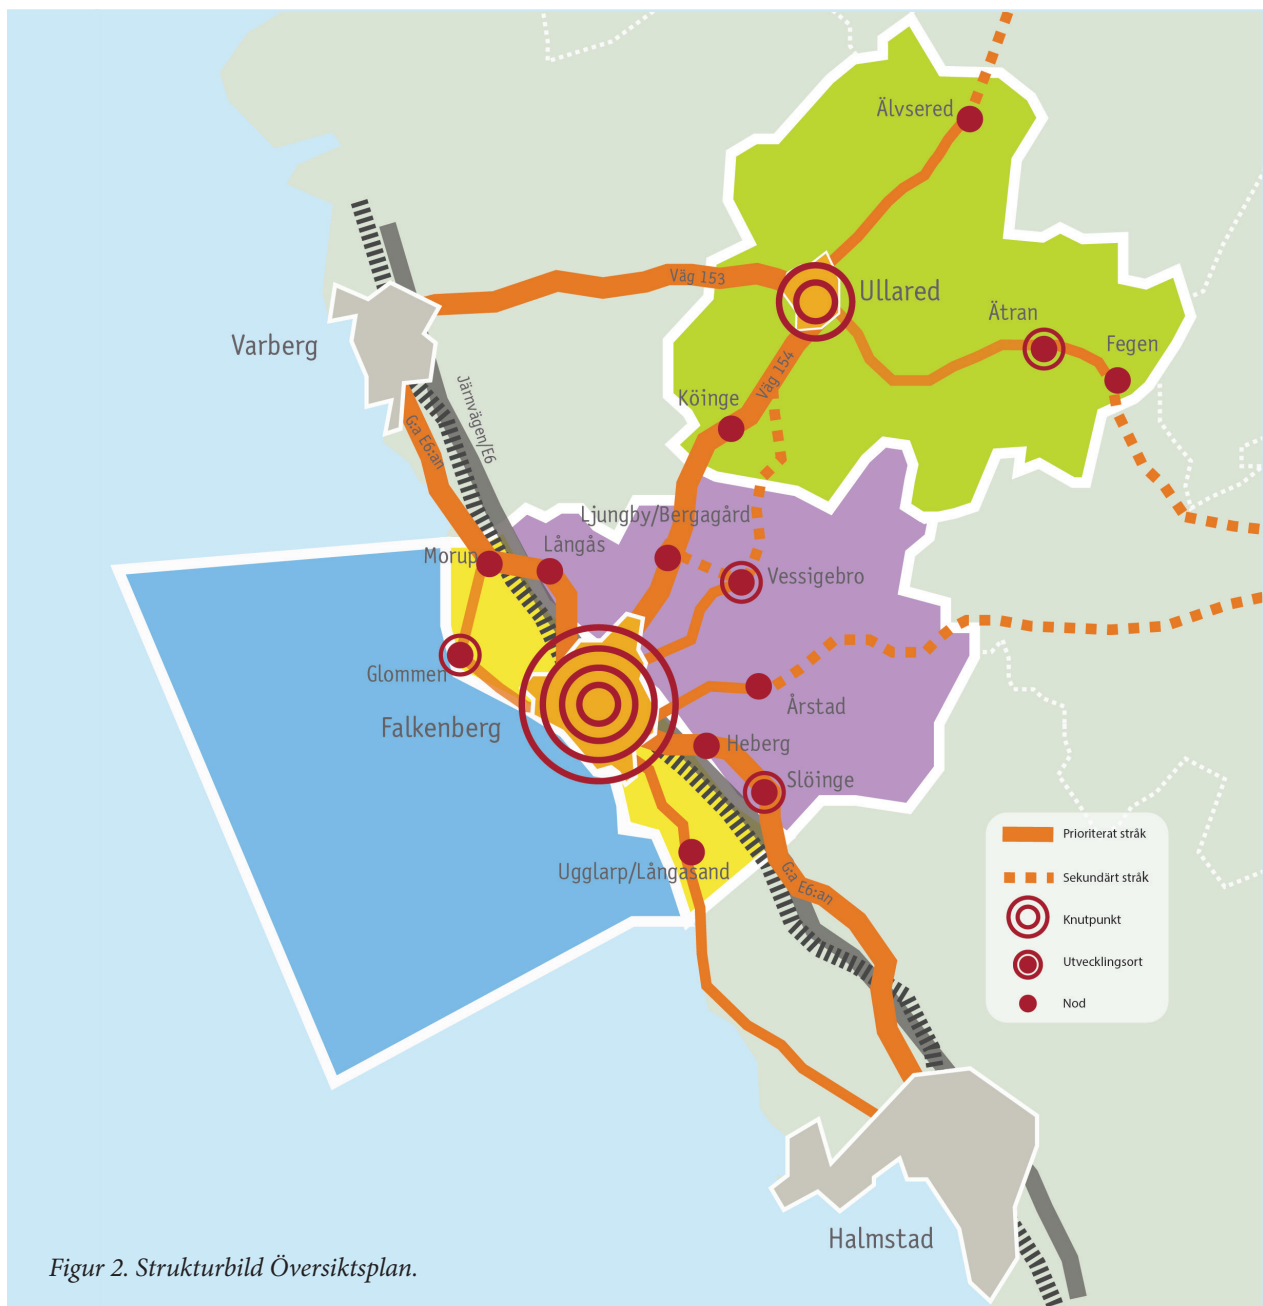 Älvsered
Väg 153
Ullared
Ätran
Varberg
Fegen
Väg 154
Köinge
Järnvägen/E6
G:a E6:an
Ljungby/Bergagård
Långås
Morup
Vessigebro
Glommen
Årstad
Falkenberg
Heberg
Slöinge
Prioriterat stråk
Ugglarp/Långasand
G:a E6:an
Sekundärt stråk
Knutpunkt
Utvecklingsort
Nod
Halmstad
Figur 2. Strukturbild Översiktsplan.